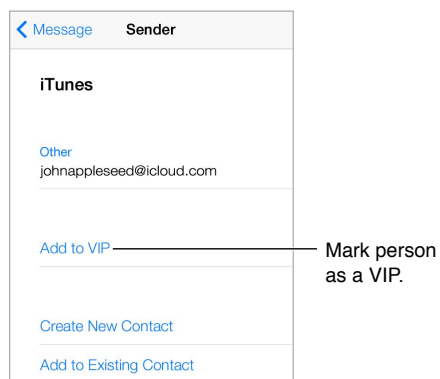 Message Sender
iTunes
Other
johnappleseed@icloud.com
Add to VIP
Mark person
as a VIP.
Create New Contact
Add to Existing Contact